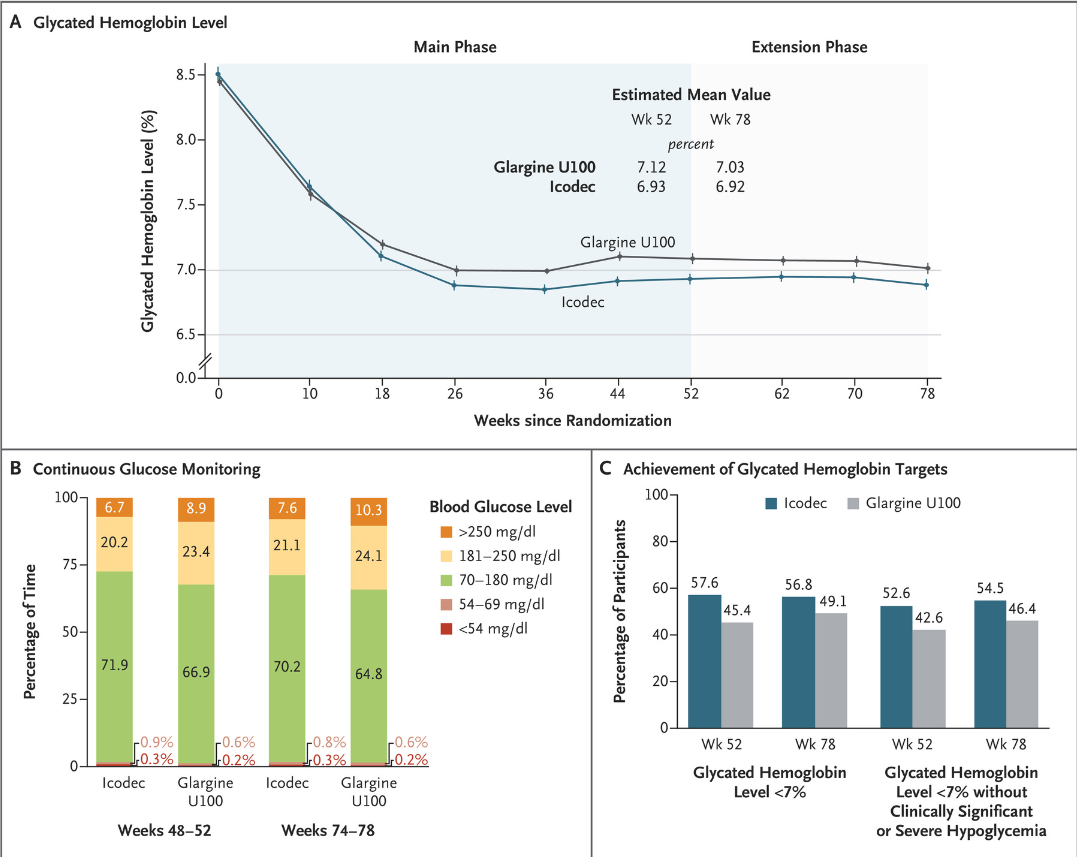 A Glycated Hemoglobin Level
Main Phase
Extension Phase
Glycated Hemoglobin Level (%)
8.5
8.0
7.5
7.0
6.5
0.0
Estimated Mean Value
Wk 52 Wk 78
percent
Glargine U100 7.12 7.03
Icodec 6.93 6.92
Glargine U100
Icodec
0 10 18 26 36 44 52 62 70 78
Weeks since Randomization
B Continuous Glucose Monitoring
Percentage of Time
100
75
50
25
0
6.7 8.9 7.6 10.3
20.2 23.4 21.1 24.1
71.9 66.9 70.2 64.8
0.9% 0.6% 0.8% 0.6%
0.3% 0.2% 0.3% 0.2%
Icodec Glargine U100 Icodec Glargine U100
Weeks 48–52 Weeks 74–78
Blood Glucose Level
>250 mg/dl
181–250 mg/dl
70–180 mg/dl
54–69 mg/dl
<54 mg/dl
C Achievement of Glycated Hemoglobin Targets
Percentage of Participants
100
80
60
40
20
0
Icodec Glargine U100
57.6 45.4 56.8 49.1 52.6 42.6 54.5 46.4
Wk 52 Wk 78 Wk 52 Wk 78
Glycated Hemoglobin
Level <7%
Glycated Hemoglobin
Level <7% without
Clinically Significant
or Severe Hypoglycemia